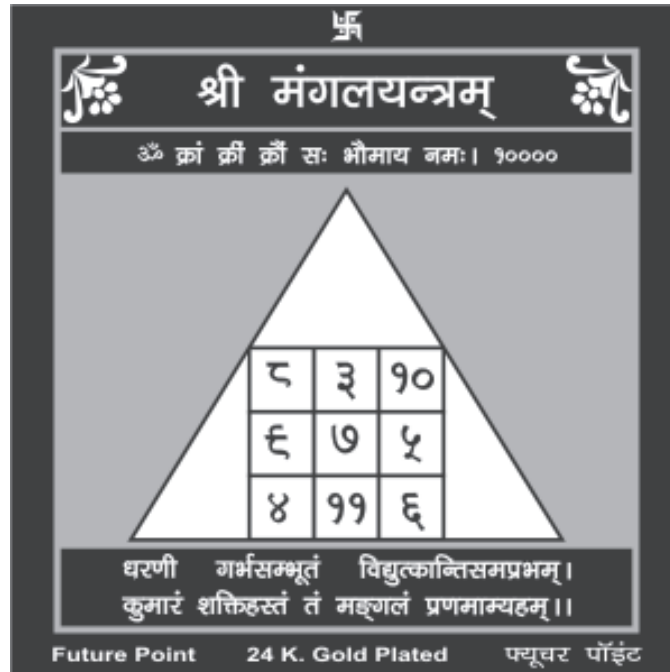 श्री मंगलयन्त्रम्
ॐ क्रां क्रीं क्रौं सः भौमाय नमः। १००००
८ ३ १०
९ ७ ५
४ ११ ६
धरणी गर्भसम्भूतं विद्युत्कान्तिसमप्रभम्।
कुमारं शक्तिहस्तं तं मङ्गलं प्रणमाम्यहम्।।
Future Point 24 K. Gold Plated फ्यूचर पॉइंट